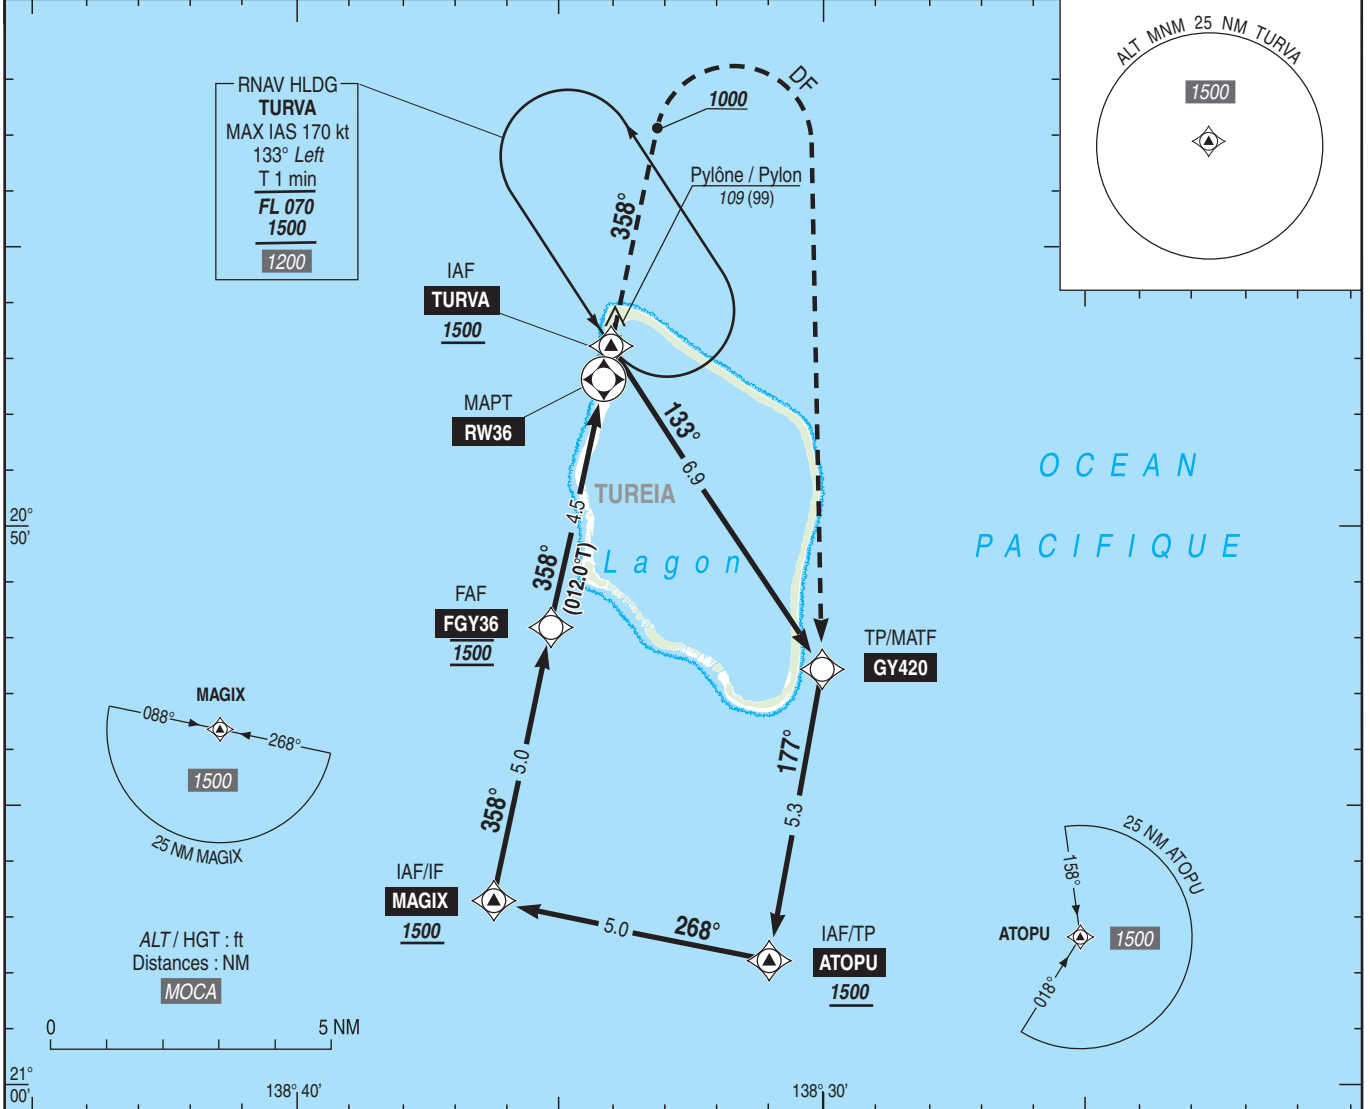 RNAV HLDG
TURVA
MAX IAS 170 kt
133° Left
T 1 min
FL 070
1500
1200
DF
1000
Pylône / Pylon
109 (99)
358°
ALT MNM 25 NM TURVA
1500
IAF
TURVA
1500
MAPT
RW36
133°
6.9
TUREIA
Lagon
OCEAN
PACIFIQUE
4.5
358°
(012.0°T)
FAF
FGY36
1500
TP/MATF
GY420
177°
5.3
MAGIX
088°
268°
1500
25 NM MAGIX
5.0
358°
IAF/IF
MAGIX
1500
5.0
268°
IAF/TP
ATOPU
1500
25 NM ATOPU
158°
ATOPU
1500
018°
ALT / HGT : ft
Distances : NM
MOCA
0 5 NM
20°
50'
21°
00'
138° 40'
138° 30'